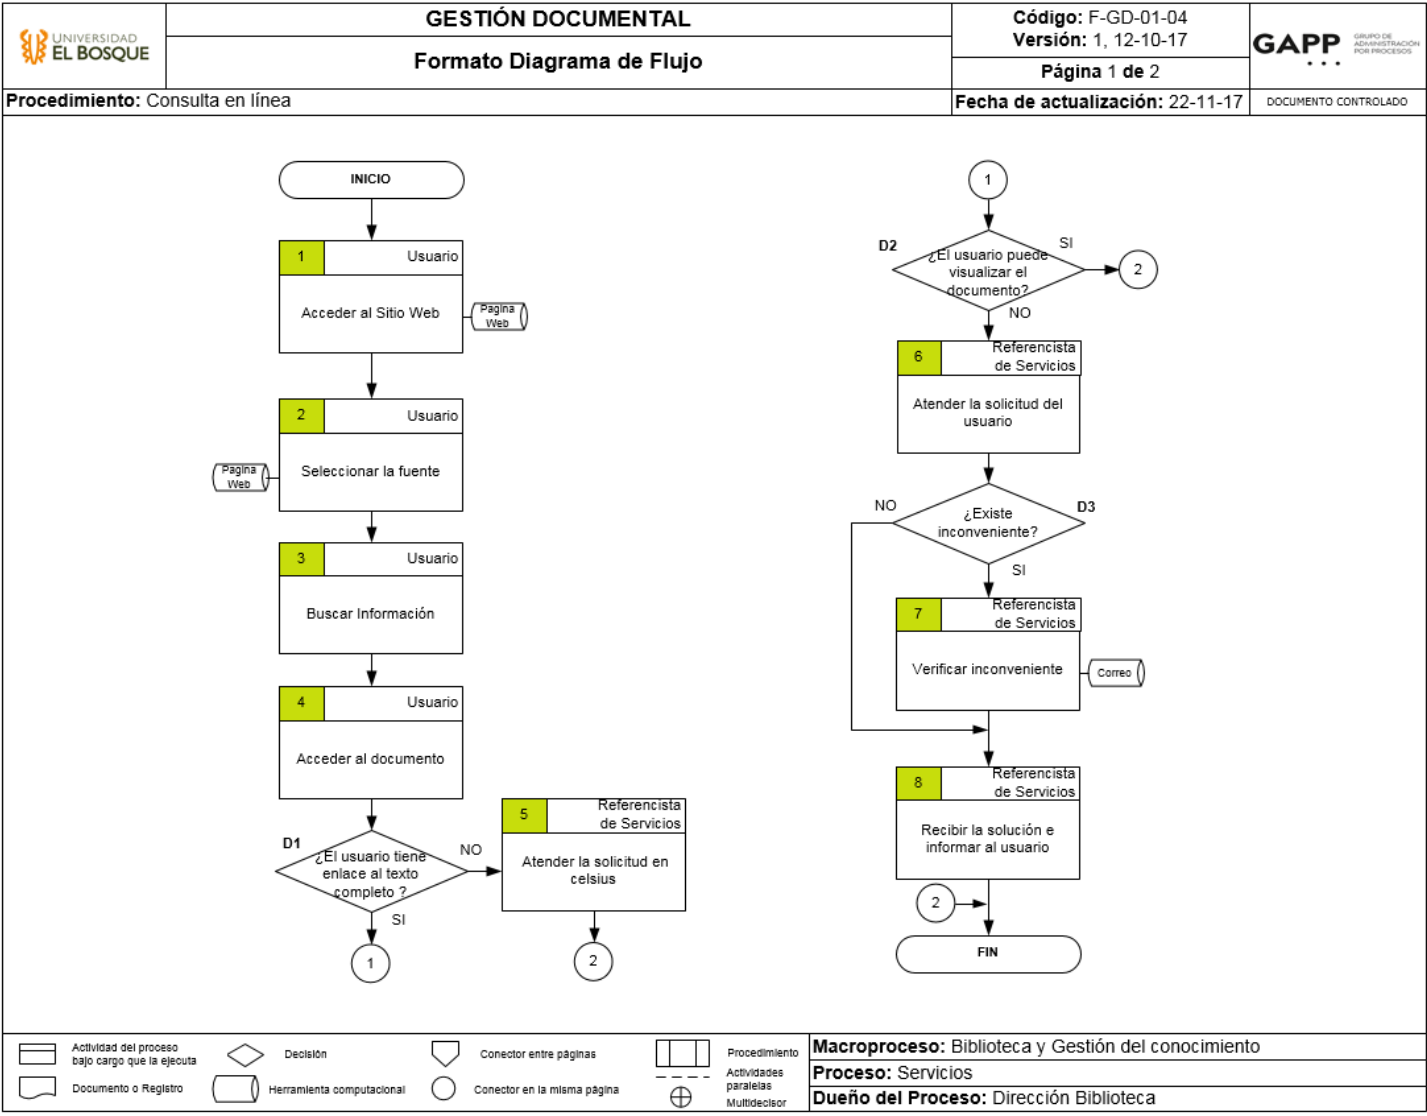 UNIVERSIDAD
EL BOSQUE
GESTIÓN DOCUMENTAL
Formato Diagrama de Flujo
Código: F-GD-01-04
Versión: 1, 12-10-17
Página 1 de 2
GAPP
GRUPO DE
ADMINISTRACIÓN
POR PROCESOS
Procedimiento: Consulta en línea
Fecha de actualización: 22-11-17
DOCUMENTO CONTROLADO
INICIO
1
Usuario
Acceder al Sitio Web
Pagina
Web
2
Usuario
Seleccionar la fuente
Pagina
Web
3
Usuario
Buscar Información
4
Usuario
Acceder al documento
D1
¿El usuario tiene
enlace al texto
completo ?
NO
SI
1
5
Referencista
de Servicios
Atender la solicitud en
celsius
2
1
D2
¿El usuario puede
visualizar el
documento?
SI
2
NO
6
Referencista
de Servicios
Atender la solicitud del
usuario
NO
¿Existe
inconveniente?
D3
SI
7
Referencista
de Servicios
Verificar inconveniente
Correo
8
Referencista
de Servicios
Recibir la solución e
informar al usuario
2
FIN
Actividad del proceso
bajo cargo que la ejecuta
Decisión
Conector entre páginas
Procedimiento
Documento o Registro
Herramienta computacional
Conector en la misma página
Actividades
paralelas
Multidecisor
Macroproceso: Biblioteca y Gestión del conocimiento
Proceso: Servicios
Dueño del Proceso: Dirección Biblioteca